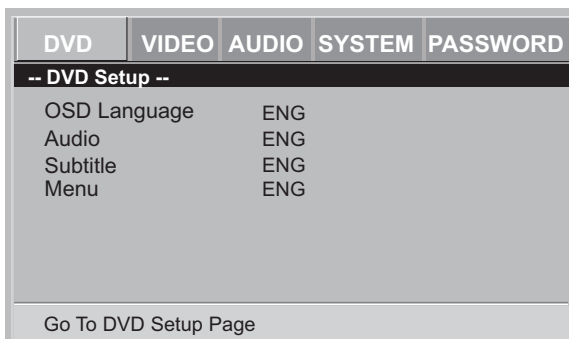 DVD VIDEO AUDIO SYSTEM PASSWORD
-- DVD Setup --
OSD Language ENG
Audio ENG
Subtitle ENG
Menu ENG
Go To DVD Setup Page